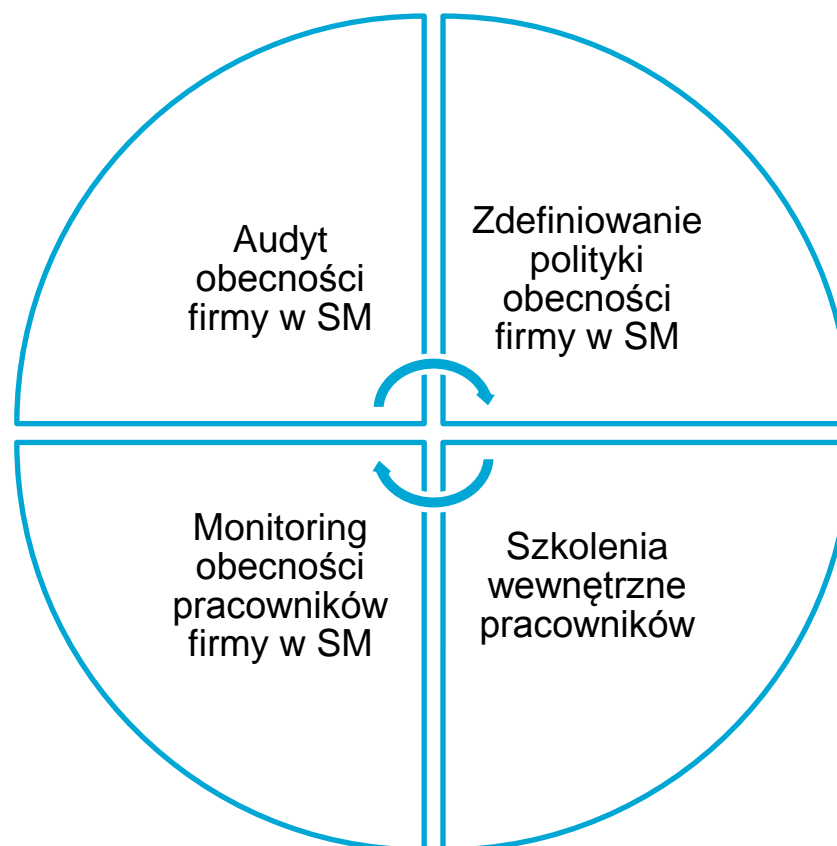 Audyt
obecności
firmy w SM
Zdefiniowanie
polityki
obecności
firmy w SM
Monitoring
obecności
pracowników
firmy w SM
Szkolenia
wewnętrzne
pracowników